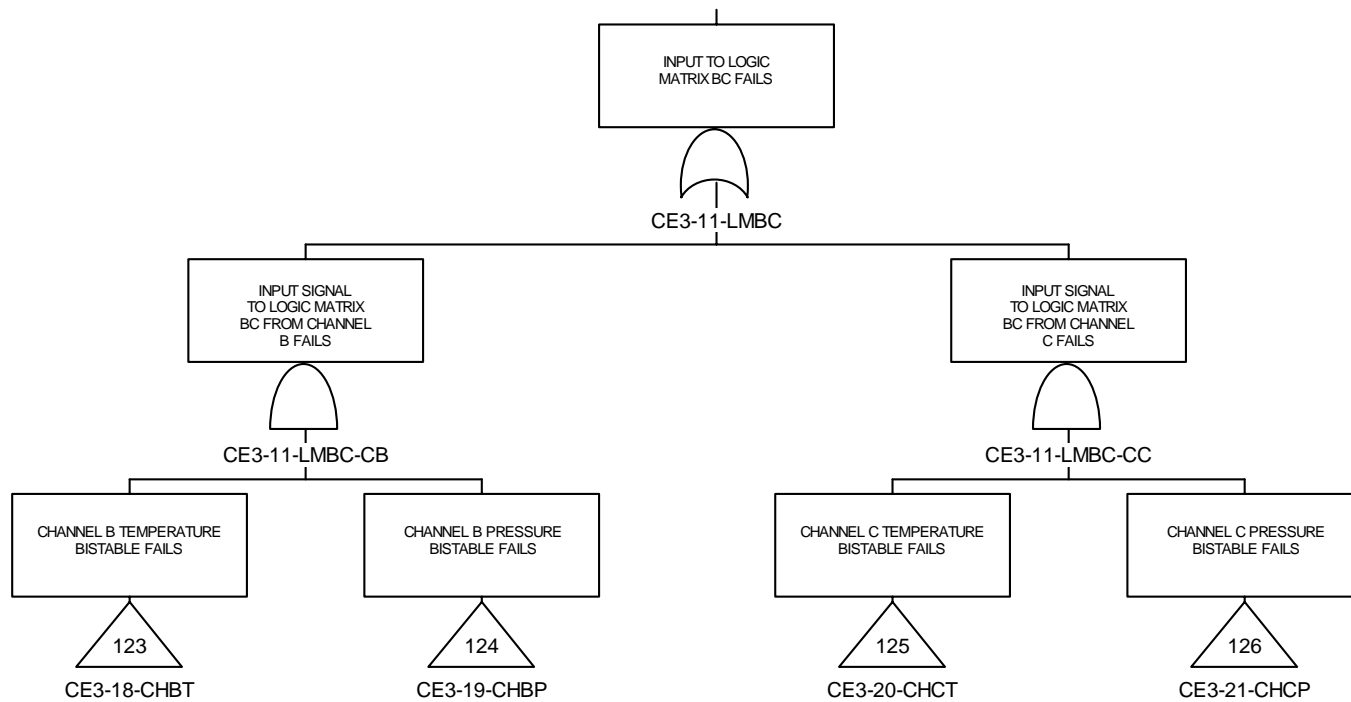 INPUT TO LOGIC
MATRIX BC FAILS
CE3-11-LMBC
INPUT SIGNAL
TO LOGIC MATRIX
BC FROM CHANNEL
B FAILS
INPUT SIGNAL
TO LOGIC MATRIX
BC FROM CHANNEL
C FAILS
CE3-11-LMBC-CB
CE3-11-LMBC-CC
CHANNEL B TEMPERATURE
BISTABLE FAILS
CHANNEL B PRESSURE
BISTABLE FAILS
CHANNEL C TEMPERATURE
BISTABLE FAILS
CHANNEL C PRESSURE
BISTABLE FAILS
123
124
125
126
CE3-18-CHBT
CE3-19-CHBP
CE3-20-CHCT
CE3-21-CHCP